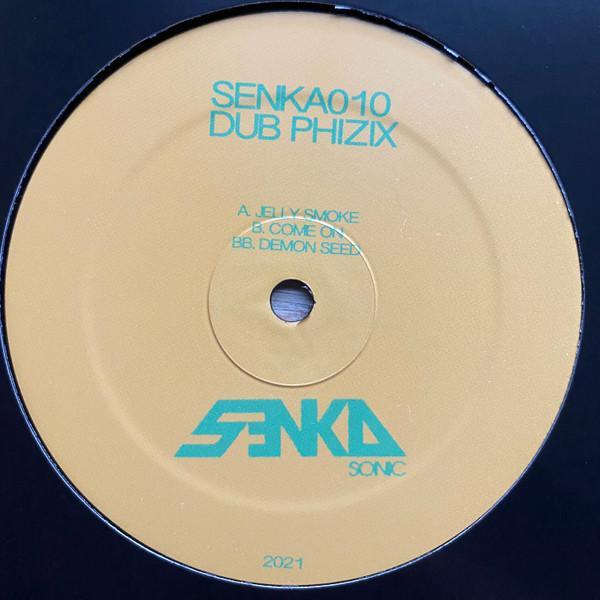 SENKA010
DUB PHIZIX
A. JELLY SMOKE
B. COME ON
BB. DEMON SEED
SENKA
SONIC
2021